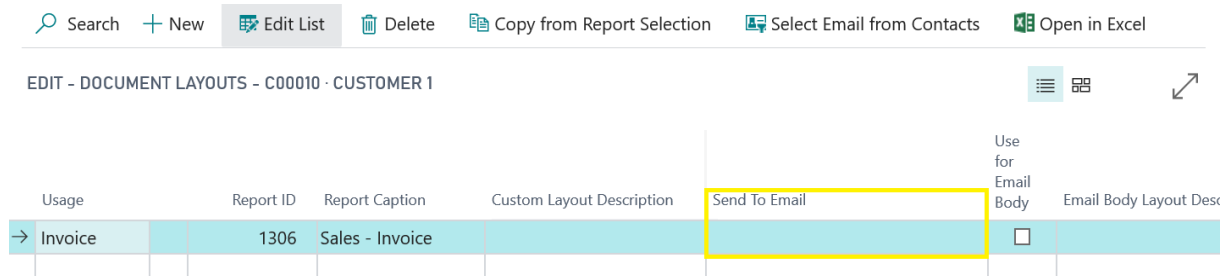 Search New Edit List Delete Copy from Report Selection Select Email from Contacts Open in Excel
EDIT - DOCUMENT LAYOUTS - C00010 · CUSTOMER 1
Use
for
Email
Usage Report ID Report Caption Custom Layout Description Send To Email Body Email Body Layout Desc
Invoice 1306 Sales - Invoice